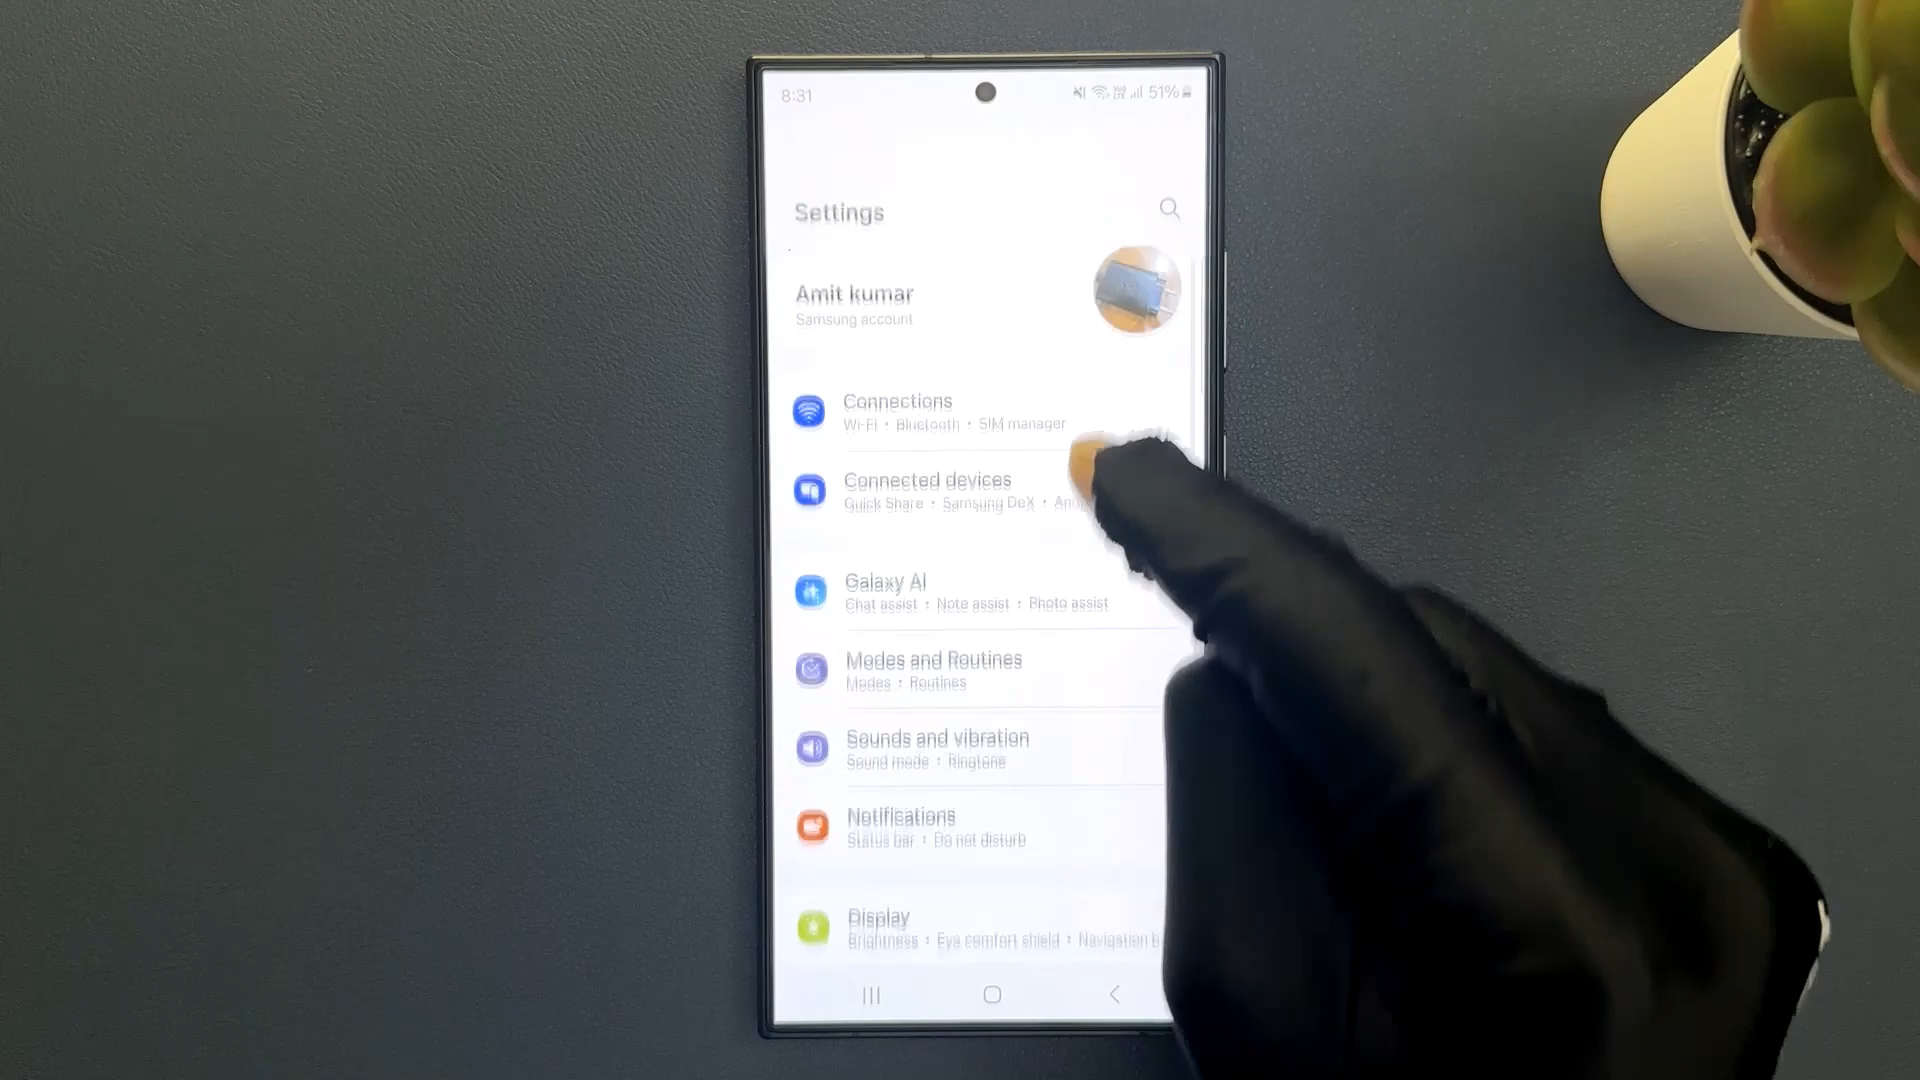 8:31
51%
Settings
Amit kumar
Samsung account
Connections
Wi-Fi • Bluetooth • SIM manager
Connected devices
Quick Share • Samsung DeX •
Galaxy AI
Chat assist • Note assist • Photo assist
Modes and Routines
Modes • Routines
Sounds and vibration
Sound mode • Ringtone
Notifications
Status bar • Do not disturb
Display
Brightness • Eye comfort shield • Navigation b